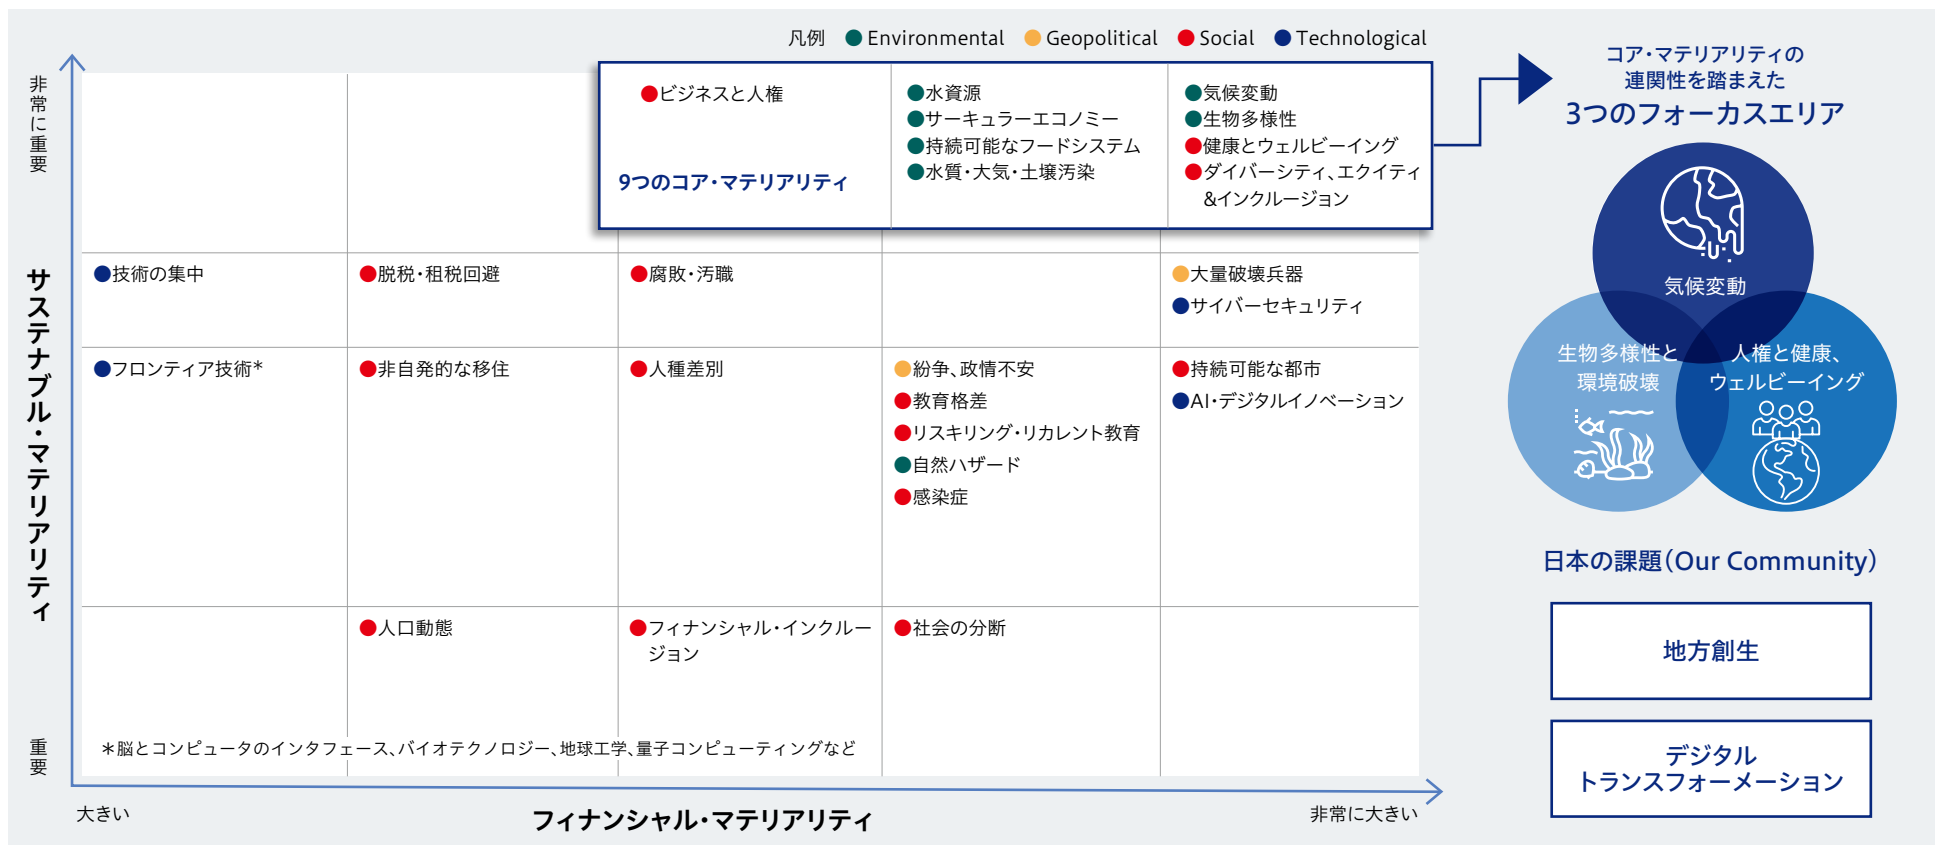 凡例 ●Environmental ●Geopolitical ●Social ●Technological
非常に重要
サステナブル・マテリアリティ
重要
●ビジネスと人権
9つのコア・マテリアリティ
●水資源
●サーキュラーエコノミー
●持続可能なフードシステム
●水質・大気・土壌汚染
●気候変動
●生物多様性
●健康とウェルビーイング
●ダイバーシティ、エクイティ
&インクルージョン
●技術の集中
●脱税・租税回避
●腐敗・汚職
●大量破壊兵器
●サイバーセキュリティ
●フロンティア技術*
●非自発的な移住
●人種差別
●紛争、政情不安
●教育格差
●リスキリング・リカレント教育
●自然ハザード
●感染症
●持続可能な都市
●AI・デジタルイノベーション
●人口動態
●フィナンシャル・インクルー
ジョン
●社会の分断
*脳とコンピュータのインタフェース、バイオテクノロジー、地球工学、量子コンピューティングなど
大きい
フィナンシャル・マテリアリティ
非常に大きい
コア・マテリアリティの
連関性を踏まえた
3つのフォーカスエリア
気候変動
生物多様性と
環境破壊
人権と健康、
ウェルビーイング
日本の課題(Our Community)
地方創生
デジタル
トランスフォーメーション